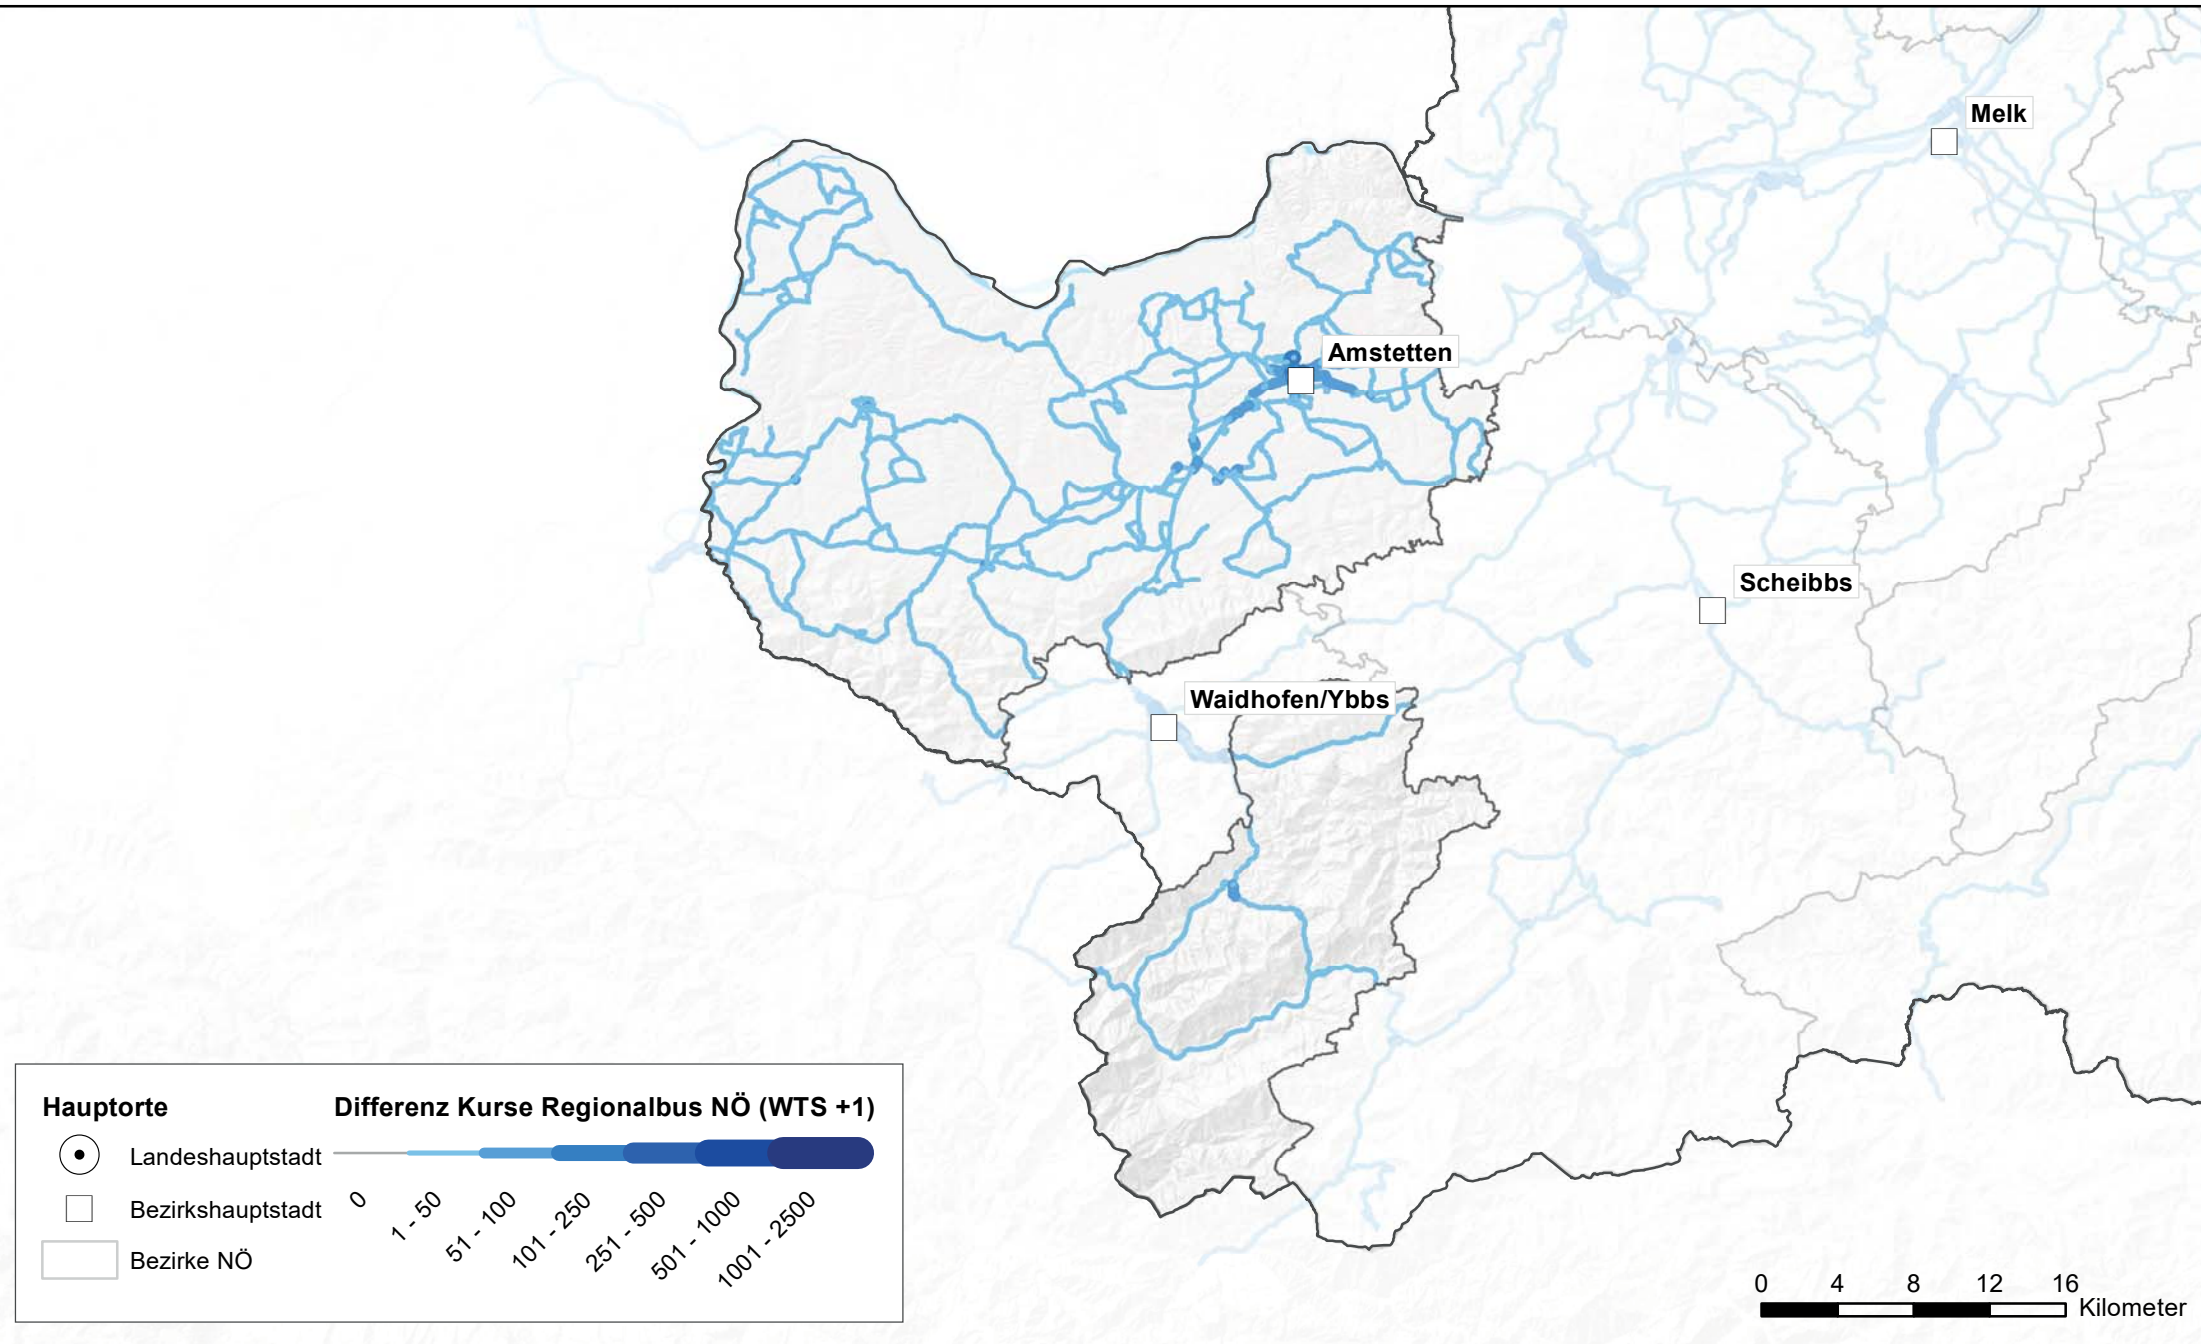 Melk
Amstetten
Scheibbs
Waidhofen/Ybbs
Hauptorte
Landeshauptstadt
Bezirkshauptstadt
Bezirke NÖ
Differenz Kurse Regionalbus NÖ (WTS +1)
0
1 - 50
51 - 100
101 - 250
251 - 500
501 - 1000
1001 - 2500
0 4 8 12 16
Kilometer